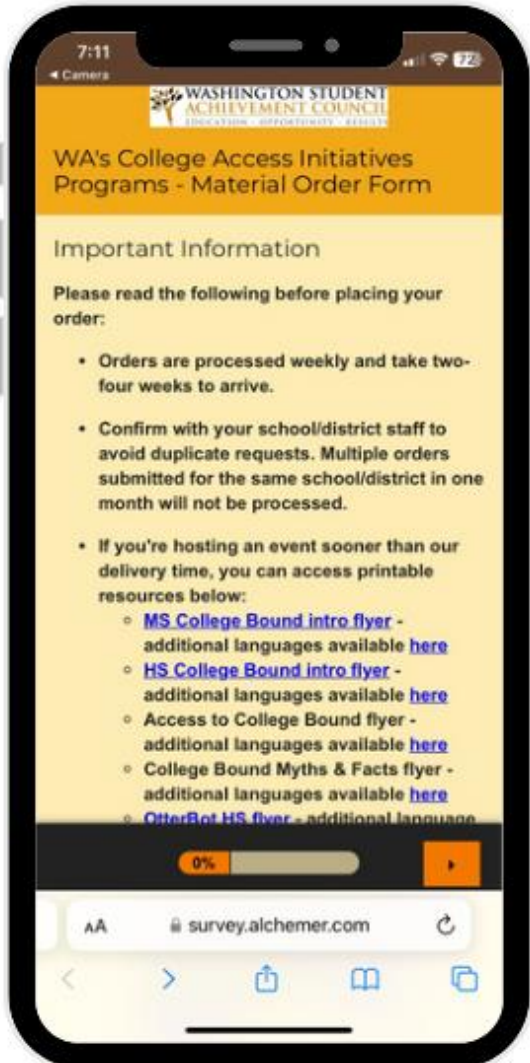 7:11
◄ Camera
72
WASHINGTON STUDENT
ACHIEVEMENT COUNCIL
EDUCATION · OPPORTUNITY · RESULTS
WA's College Access Initiatives
Programs - Material Order Form
Important Information
Please read the following before placing your
order:
• Orders are processed weekly and take two-
four weeks to arrive.
• Confirm with your school/district staff to
avoid duplicate requests. Multiple orders
submitted for the same school/district in one
month will not be processed.
• If you're hosting an event sooner than our
delivery time, you can access printable
resources below:
◦ MS College Bound intro flyer -
additional languages available here
◦ HS College Bound intro flyer -
additional languages available here
◦ Access to College Bound flyer -
additional languages available here
◦ College Bound Myths & Facts flyer -
additional languages available here
◦ OtterBot HS flyer - additional language
0%
AA survey.alchemer.com